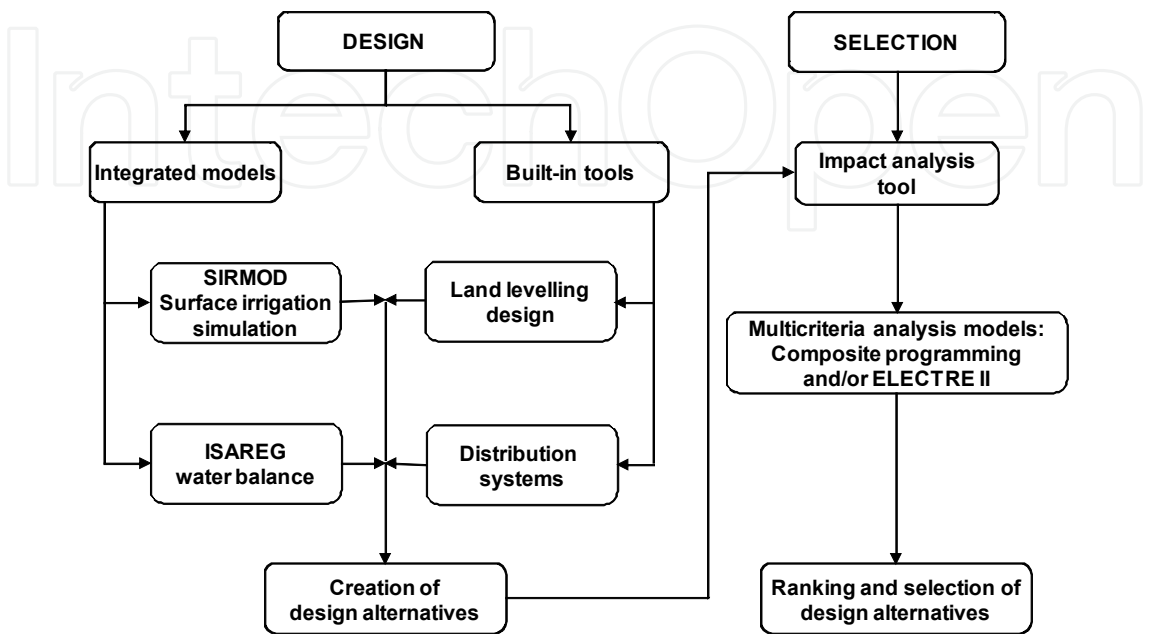 IntechOpen
DESIGN
SELECTION
Integrated models
Built-in tools
Impact analysis
tool
SIRMOD
Surface irrigation
simulation
Land levelling
design
Multicriteria analysis models:
Composite programming
and/or ELECTRE II
ISAREG
water balance
Distribution
systems
Creation of
design alternatives
Ranking and selection of
design alternatives